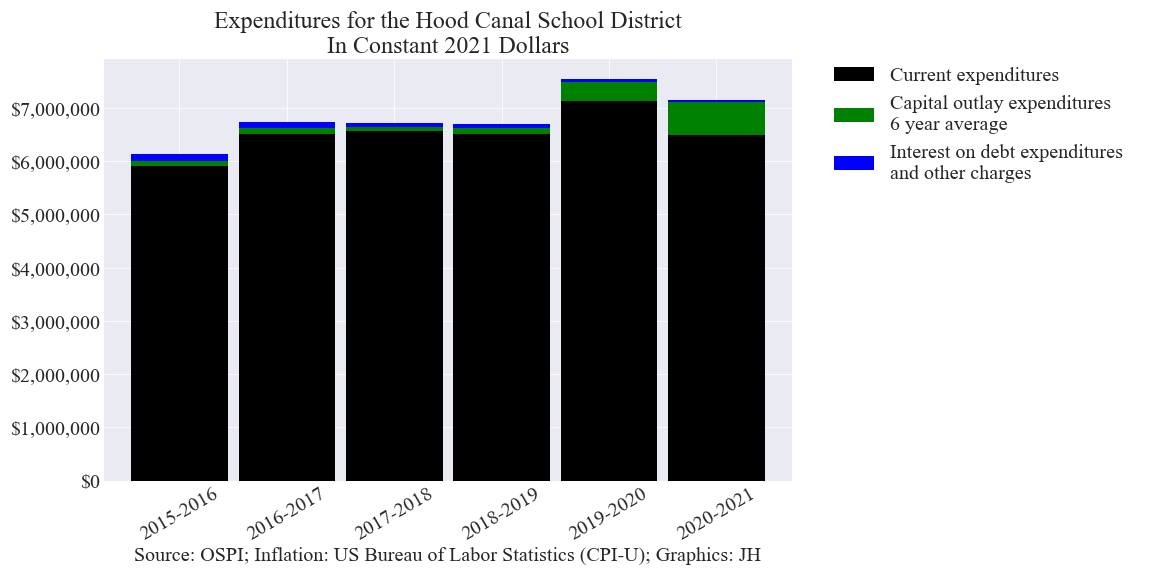 Expenditures for the Hood Canal School District
In Constant 2021 Dollars
$7,000,000
$6,000,000
$5,000,000
$4,000,000
$3,000,000
$2,000,000
$1,000,000
$0
2015-2016
2016-2017
2017-2018
2018-2019
2019-2020
2020-2021
Source: OSPI; Inflation: US Bureau of Labor Statistics (CPI-U); Graphics: JH
Current expenditures
Capital outlay expenditures
6 year average
Interest on debt expenditures
and other charges